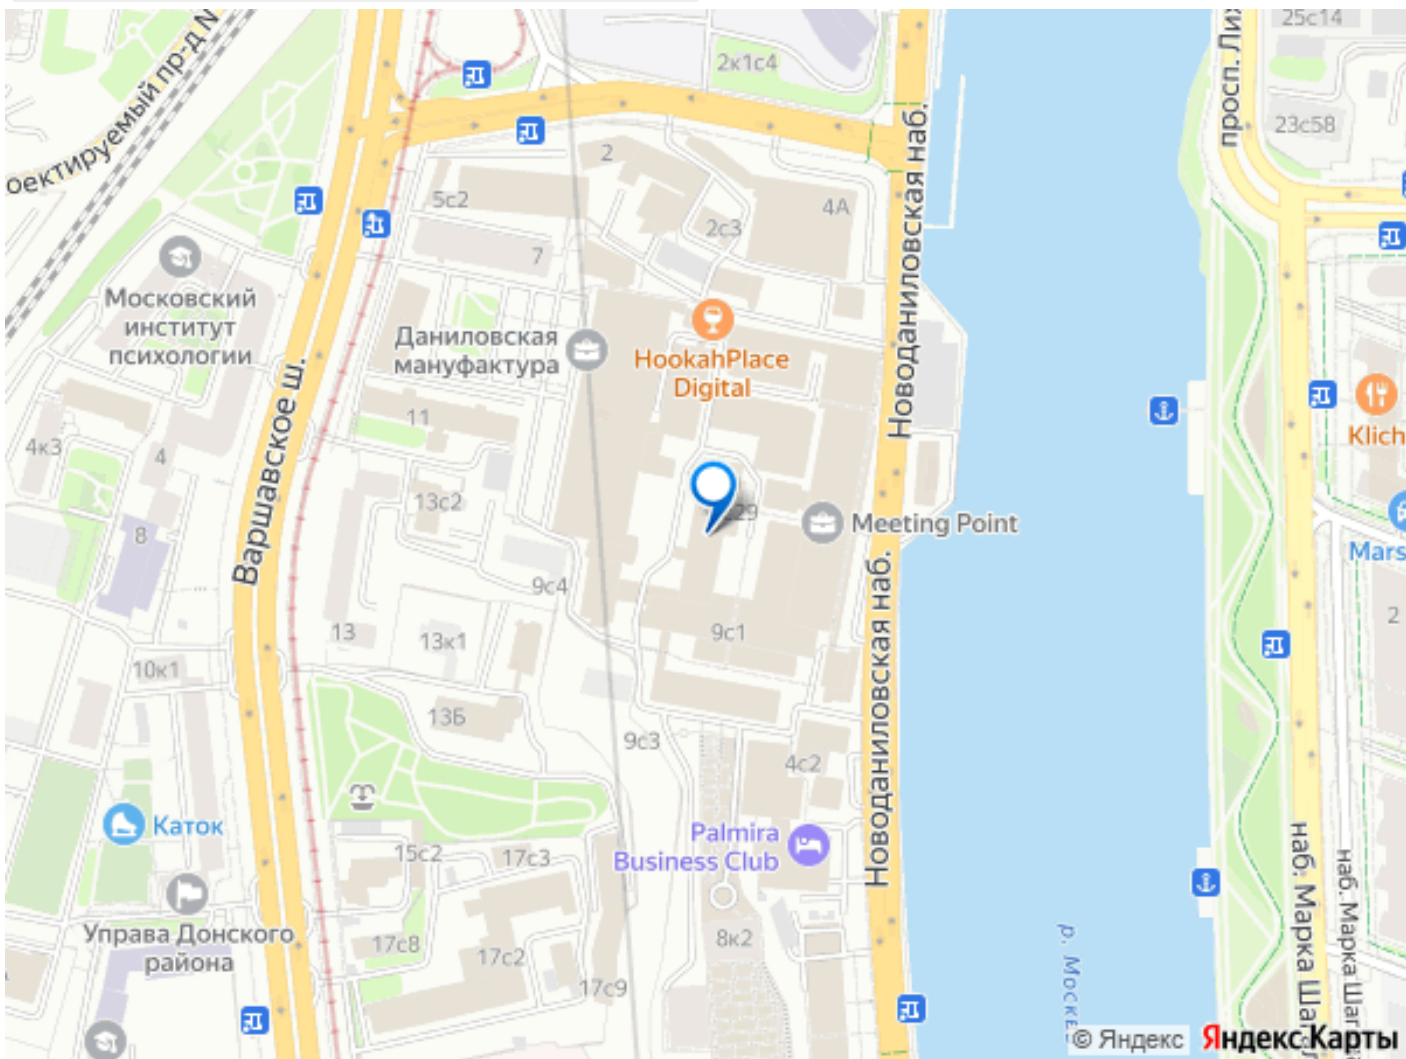 25с14
просп. Лих
2к1с4
23с58
оектируемый пр-д N
2
5с2
4А
2с3
7
Новоданиловская наб.
Московский
институт
психологии
Даниловская
мануфактура
HookahPlace
Digital
11
4к3
4
Klich
Варшавское ш.
13с2
29
Meeting Point
8
Mars
9с4
2
13
13к1
9с1
10к1
Новоданиловская наб.
13Б
9с3
4с2
Каток
Palmira
Business Club
15с2
17с3
наб. Марка Шаг
наб. Марка Шаг
Управа Донского
района
17с8
17с2
8к2
17с9
р. Моске
© Яндекс Яндекс Карты